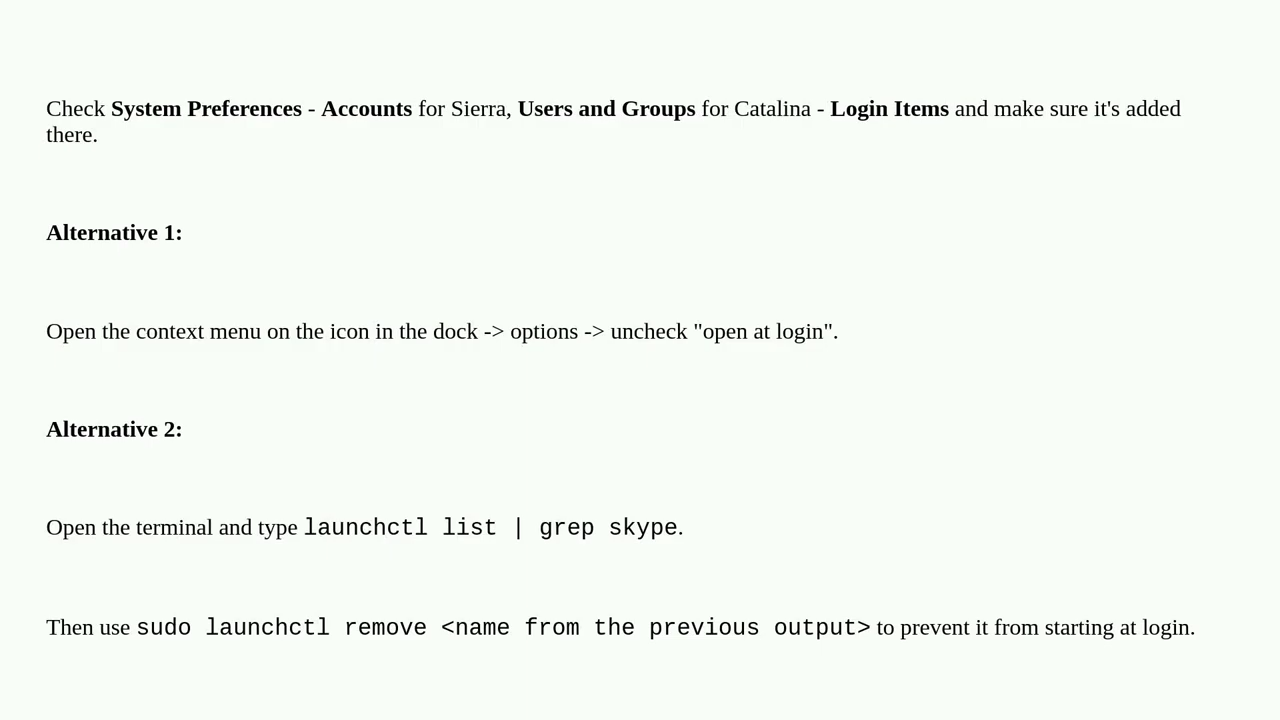 Check System Preferences - Accounts for Sierra, Users and Groups for Catalina - Login Items and make sure it's added
there.
Alternative 1:
Open the context menu on the icon in the dock -> options -> uncheck "open at login".
Alternative 2:
Open the terminal and type launchctl list | grep skype.
Then use sudo launchctl remove <name from the previous output> to prevent it from starting at login.